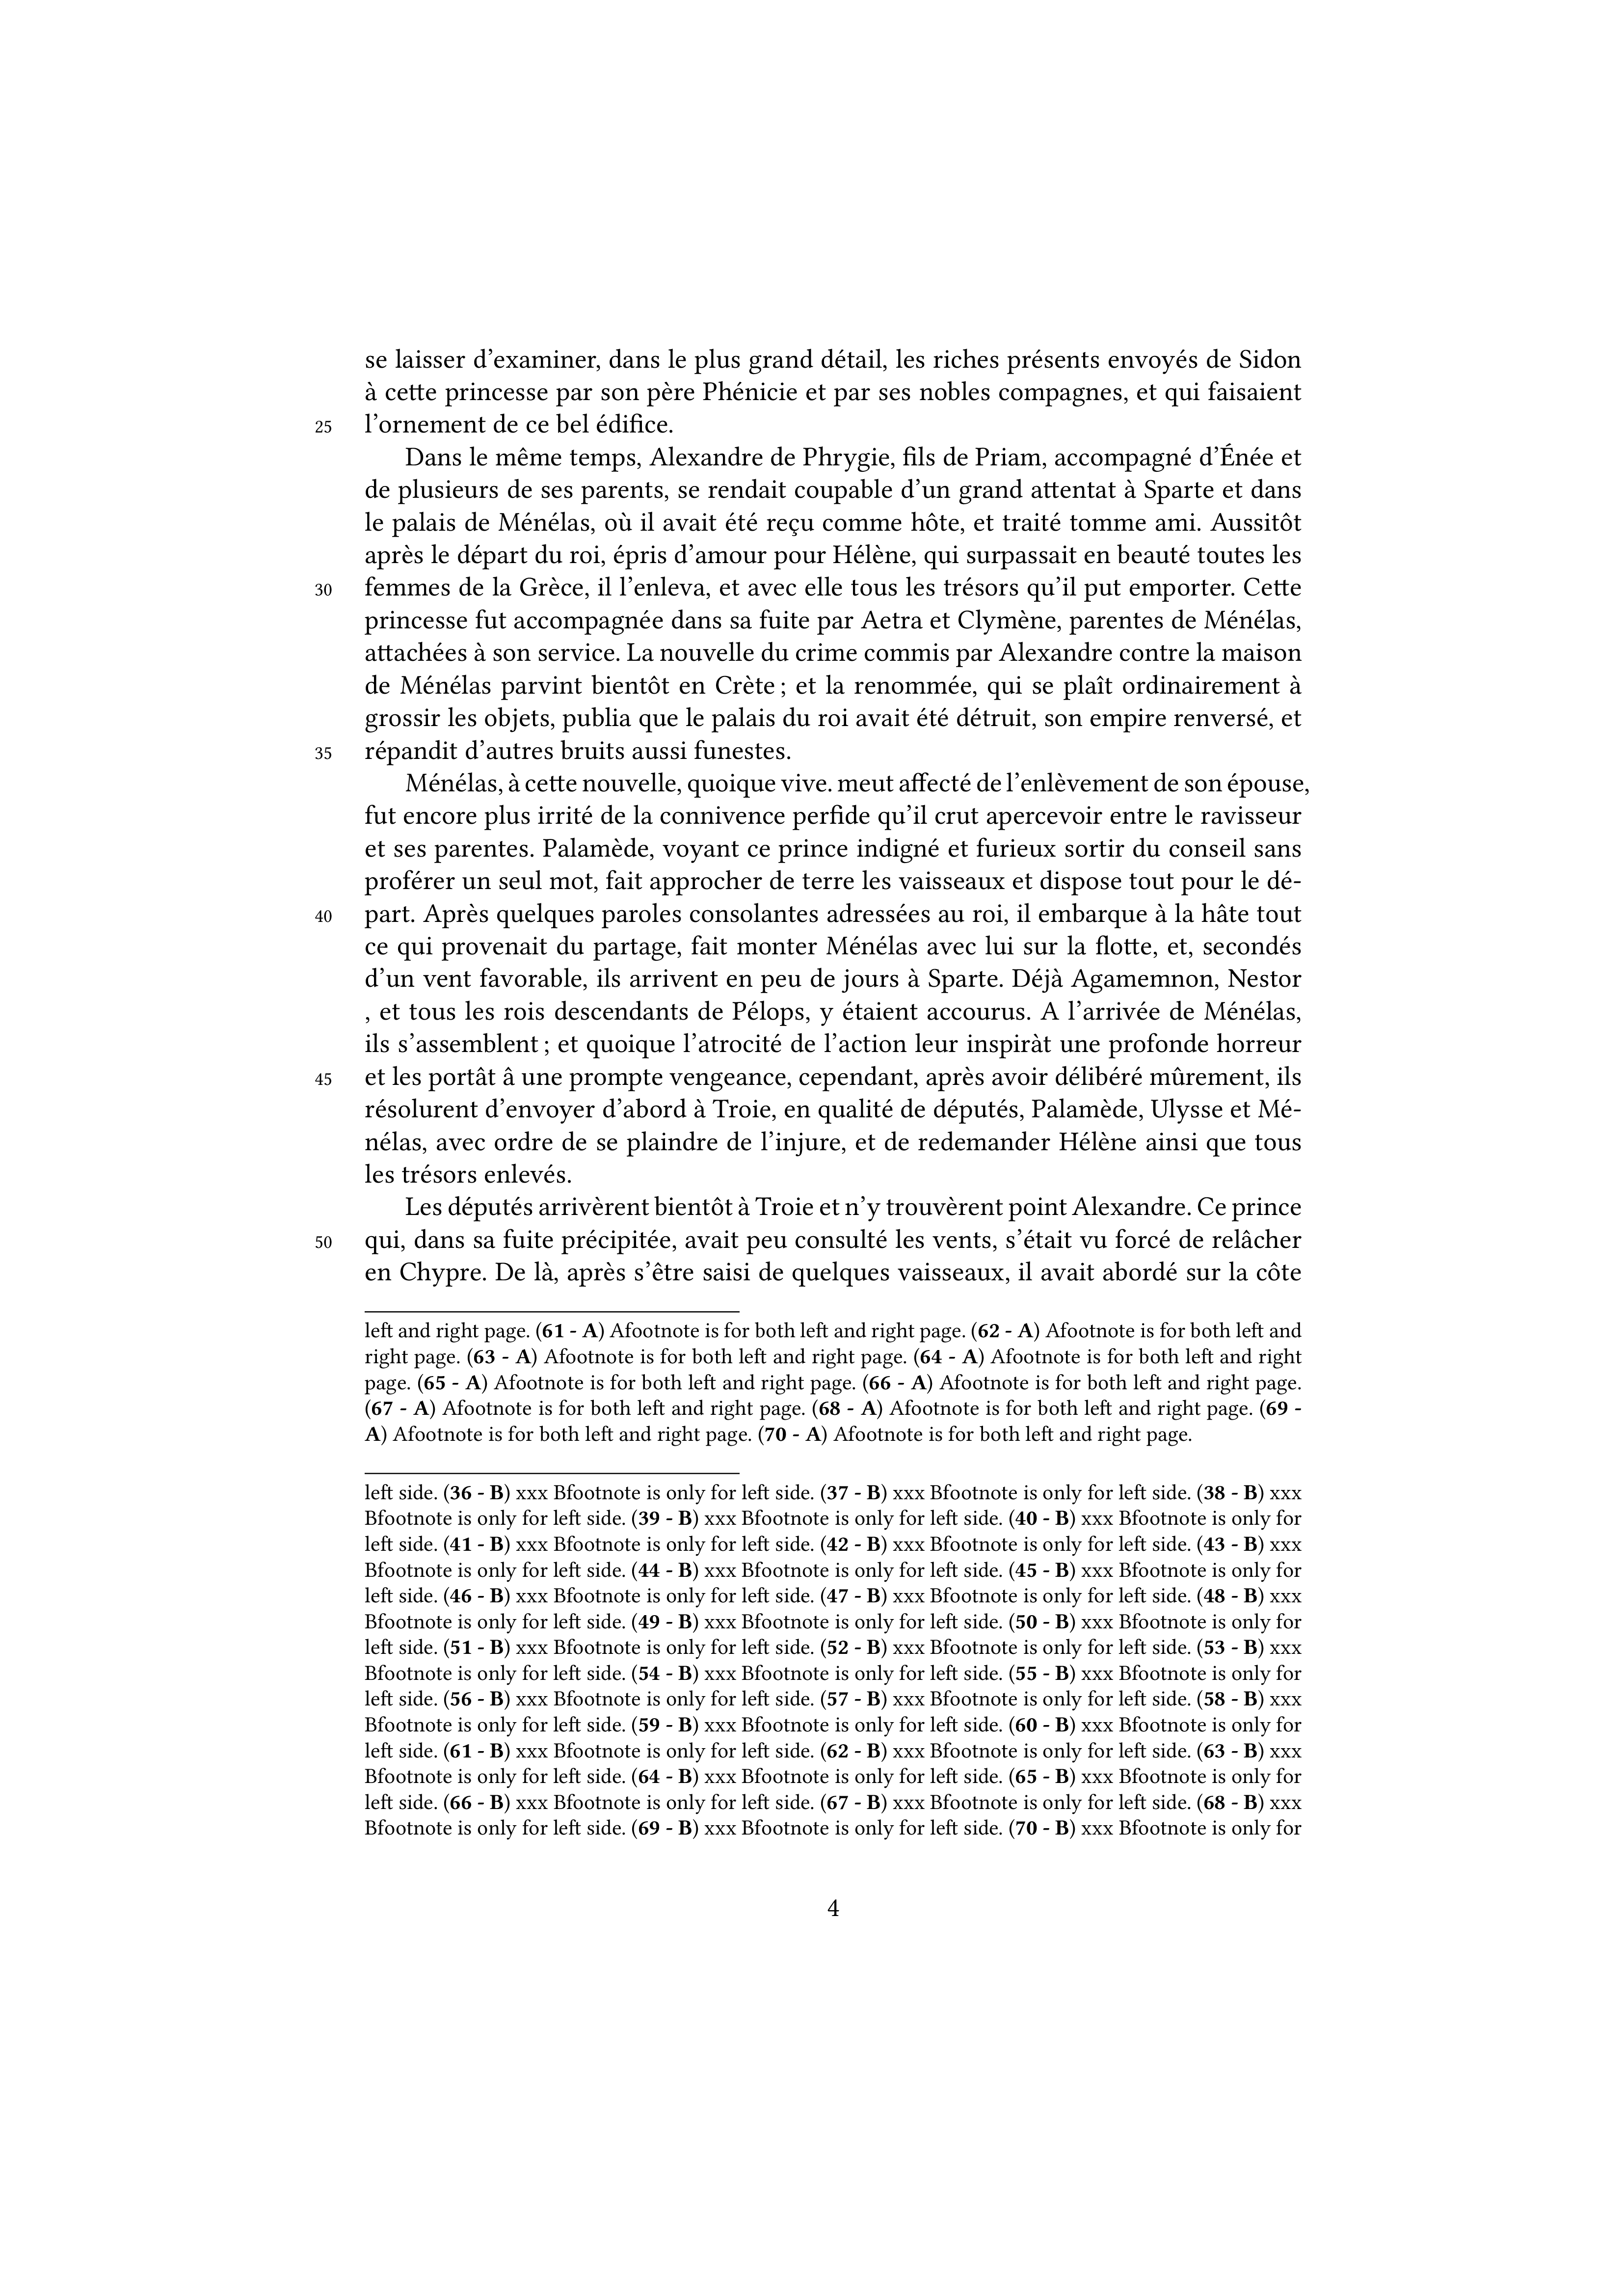 se laisser d’examiner, dans le plus grand détail, les riches présents envoyés de Sidon
à cette princesse par son père Phénicie et par ses nobles compagnes, et qui faisaient
25 l’ornement de ce bel édifice.
Dans le même temps, Alexandre de Phrygie, fils de Priam, accompagné d’Énée et
de plusieurs de ses parents, se rendait coupable d’un grand attentat à Sparte et dans
le palais de Ménélas, où il avait été reçu comme hôte, et traité tomme ami. Aussitôt
après le départ du roi, épris d’amour pour Hélène, qui surpassait en beauté toutes les
30 femmes de la Grèce, il l’enleva, et avec elle tous les trésors qu’il put emporter. Cette
princesse fut accompagnée dans sa fuite par Aetra et Clymène, parentes de Ménélas,
attachées à son service. La nouvelle du crime commis par Alexandre contre la maison
de Ménélas parvint bientôt en Crète ; et la renommée, qui se plaît ordinairement à
grossir les objets, publia que le palais du roi avait été détruit, son empire renversé, et
35 répandit d’autres bruits aussi funestes.
Ménélas, à cette nouvelle, quoique vive. meut affecté de l’enlèvement de son épouse,
fut encore plus irrité de la connivence perfide qu’il crut apercevoir entre le ravisseur
et ses parentes. Palamède, voyant ce prince indigné et furieux sortir du conseil sans
proférer un seul mot, fait approcher de terre les vaisseaux et dispose tout pour le dé-
40 part. Après quelques paroles consolantes adressées au roi, il embarque à la hâte tout
ce qui provenait du partage, fait monter Ménélas avec lui sur la flotte, et, secondés
d’un vent favorable, ils arrivent en peu de jours à Sparte. Déjà Agamemnon, Nestor
, et tous les rois descendants de Pélops, y étaient accourus. A l’arrivée de Ménélas,
ils s’assemblent ; et quoique l’atrocité de l’action leur inspiràt une profonde horreur
45 et les portât â une prompte vengeance, cependant, après avoir délibéré mûrement, ils
résolurent d’envoyer d’abord à Troie, en qualité de députés, Palamède, Ulysse et Mé-
nélas, avec ordre de se plaindre de l’injure, et de redemander Hélène ainsi que tous
les trésors enlevés.
Les députés arrivèrent bientôt à Troie et n’y trouvèrent point Alexandre. Ce prince
50 qui, dans sa fuite précipitée, avait peu consulté les vents, s’était vu forcé de relâcher
en Chypre. De là, après s’être saisi de quelques vaisseaux, il avait abordé sur la côte
left and right page. (61 - A) Afootnote is for both left and right page. (62 - A) Afootnote is for both left and
right page. (63 - A) Afootnote is for both left and right page. (64 - A) Afootnote is for both left and right
page. (65 - A) Afootnote is for both left and right page. (66 - A) Afootnote is for both left and right page.
(67 - A) Afootnote is for both left and right page. (68 - A) Afootnote is for both left and right page. (69 -
A) Afootnote is for both left and right page. (70 - A) Afootnote is for both left and right page.
left side. (36 - B) xxx Bfootnote is only for left side. (37 - B) xxx Bfootnote is only for left side. (38 - B) xxx
Bfootnote is only for left side. (39 - B) xxx Bfootnote is only for left side. (40 - B) xxx Bfootnote is only for
left side. (41 - B) xxx Bfootnote is only for left side. (42 - B) xxx Bfootnote is only for left side. (43 - B) xxx
Bfootnote is only for left side. (44 - B) xxx Bfootnote is only for left side. (45 - B) xxx Bfootnote is only for
left side. (46 - B) xxx Bfootnote is only for left side. (47 - B) xxx Bfootnote is only for left side. (48 - B) xxx
Bfootnote is only for left side. (49 - B) xxx Bfootnote is only for left side. (50 - B) xxx Bfootnote is only for
left side. (51 - B) xxx Bfootnote is only for left side. (52 - B) xxx Bfootnote is only for left side. (53 - B) xxx
Bfootnote is only for left side. (54 - B) xxx Bfootnote is only for left side. (55 - B) xxx Bfootnote is only for
left side. (56 - B) xxx Bfootnote is only for left side. (57 - B) xxx Bfootnote is only for left side. (58 - B) xxx
Bfootnote is only for left side. (59 - B) xxx Bfootnote is only for left side. (60 - B) xxx Bfootnote is only for
left side. (61 - B) xxx Bfootnote is only for left side. (62 - B) xxx Bfootnote is only for left side. (63 - B) xxx
Bfootnote is only for left side. (64 - B) xxx Bfootnote is only for left side. (65 - B) xxx Bfootnote is only for
left side. (66 - B) xxx Bfootnote is only for left side. (67 - B) xxx Bfootnote is only for left side. (68 - B) xxx
Bfootnote is only for left side. (69 - B) xxx Bfootnote is only for left side. (70 - B) xxx Bfootnote is only for
4